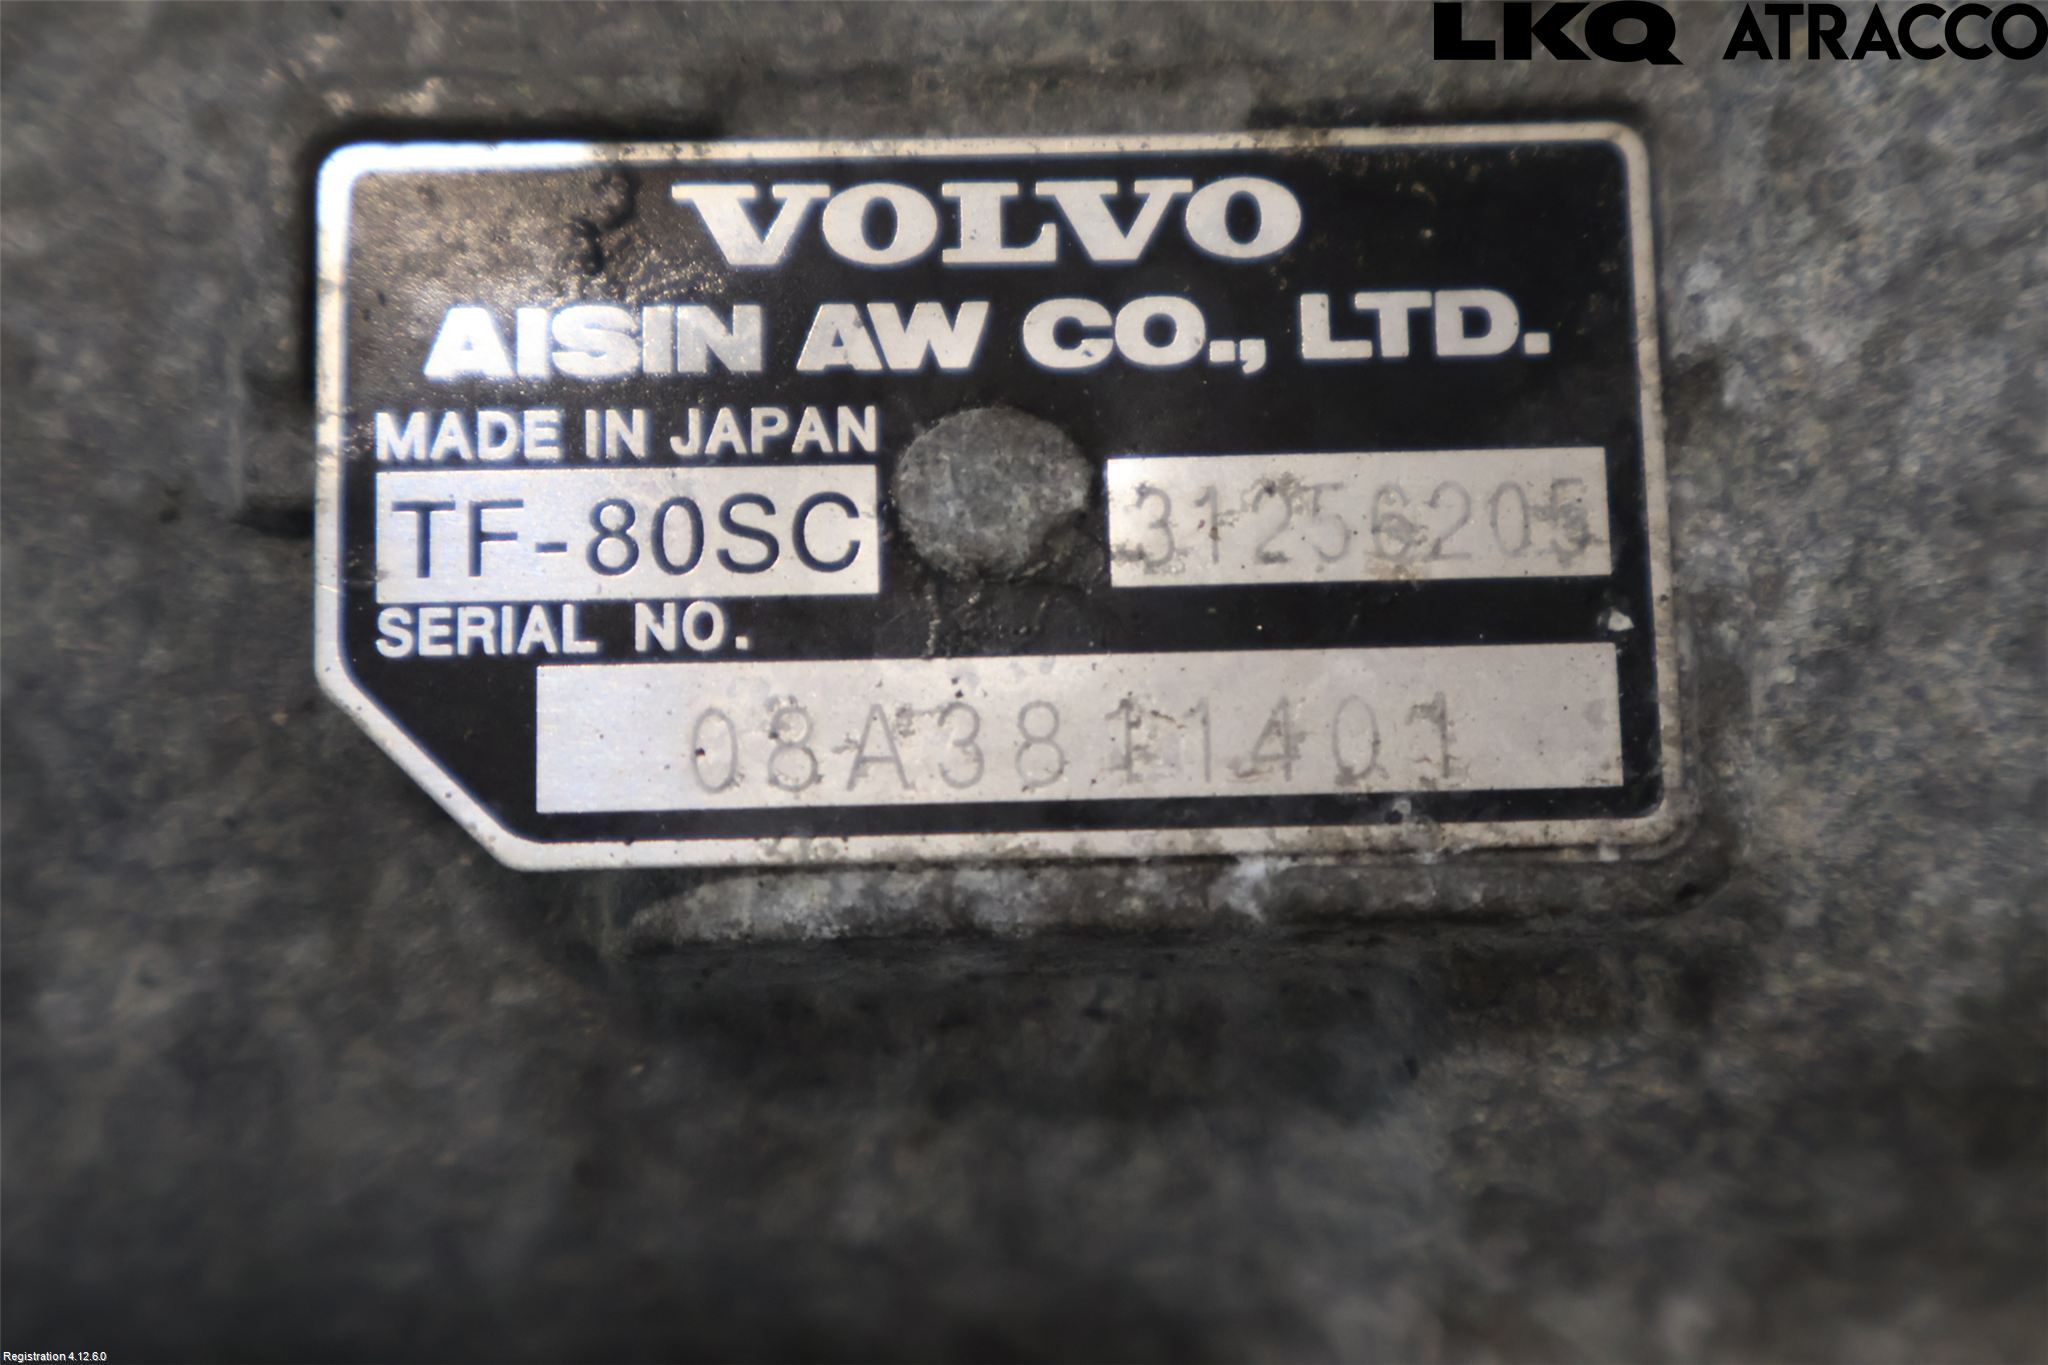 LKQ ATRACCO
VOLVO
AISIN AW CO., LTD.
MADE IN JAPAN
TF-80SC 31256205
SERIAL NO.
08A3811401
Registration 4.12.6.0